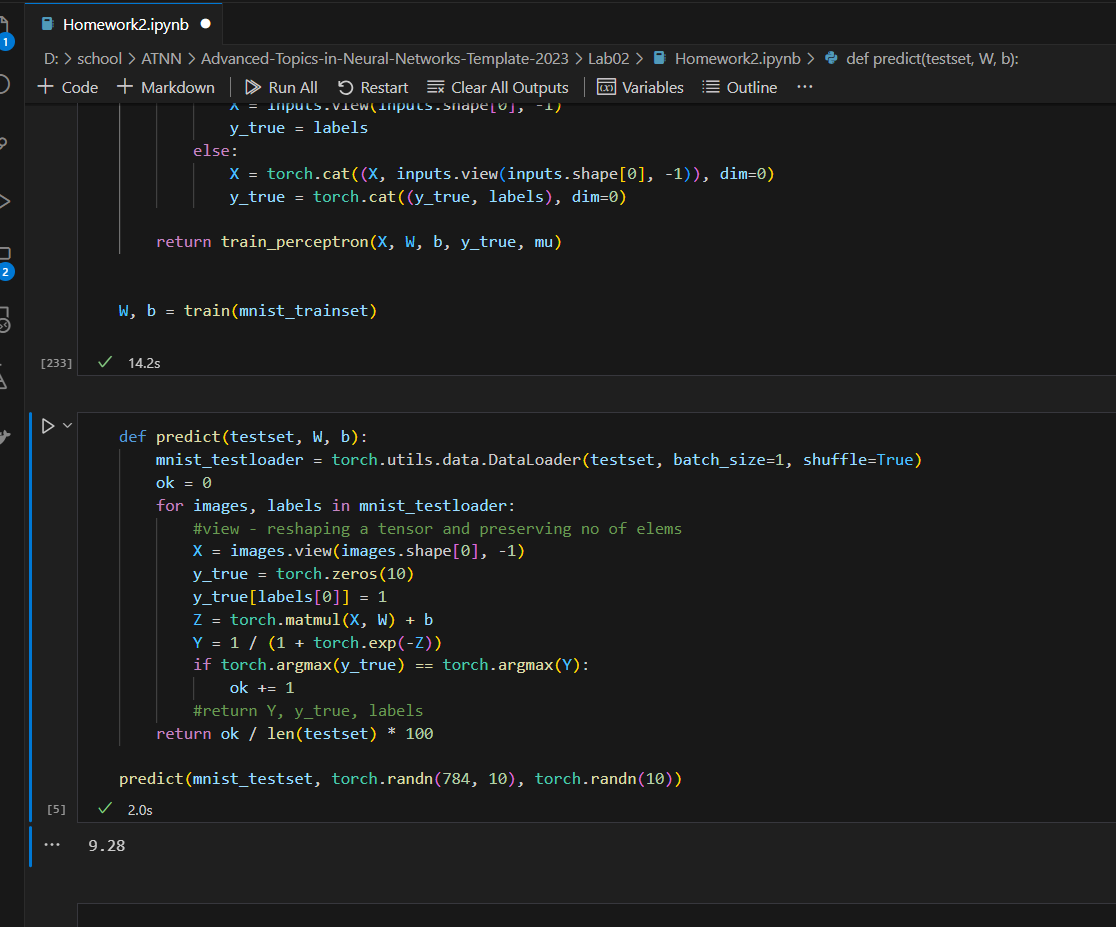 Homework2.ipynb
1
D: > school > ATNN > Advanced-Topics-in-Neural-Networks-Template-2023 > Lab02 > Homework2.ipynb > def predict(testset, W, b):
+ Code + Markdown Run All Restart Clear All Outputs Variables Outline ...
X = inputs.view(inputs.shape[0], -1)
y_true = labels
else:
X = torch.cat((X, inputs.view(inputs.shape[0], -1)), dim=0)
y_true = torch.cat((y_true, labels), dim=0)
return train_perceptron(X, W, b, y_true, mu)
2
W, b = train(mnist_trainset)
[233] 14.2s
def predict(testset, W, b):
mnist_testloader = torch.utils.data.DataLoader(testset, batch_size=1, shuffle=True)
ok = 0
for images, labels in mnist_testloader:
#view - reshaping a tensor and preserving no of elems
X = images.view(images.shape[0], -1)
y_true = torch.zeros(10)
y_true[labels[0]] = 1
Z = torch.matmul(X, W) + b
Y = 1 / (1 + torch.exp(-Z))
if torch.argmax(y_true) == torch.argmax(Y):
ok += 1
#return Y, y_true, labels
return ok / len(testset) * 100
predict(mnist_testset, torch.randn(784, 10), torch.randn(10))
[5] 2.0s
... 9.28